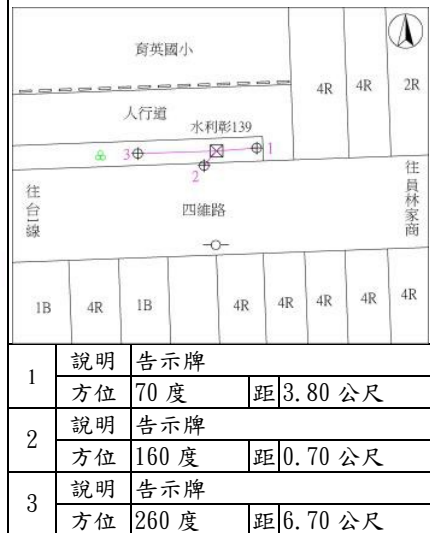 育英國小
4R
4R
2R
人行道
水利彰139
3
1
2
往台1線
四維路
往員林家商
1B
4R
1B
4R
4R
4R
4R
4R
1 說明 告示牌
方位 70 度 距 3.80 公尺
2 說明 告示牌
方位 160 度 距 0.70 公尺
3 說明 告示牌
方位 260 度 距 6.70 公尺